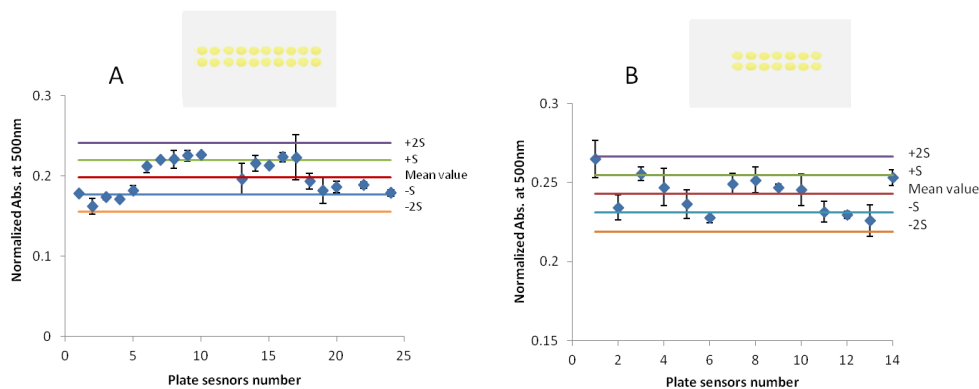 A
Normalized Abs. at 500nm
0.3
0.2
0.1
0
0
5
10
15
20
25
Plate sesnors number
+2S
+S
Mean value
-S
-2S
B
Normalized Abs. at 500nm
0.3
0.25
0.2
0.15
0
2
4
6
8
10
12
14
Plate sensors number
+2S
+S
Mean value
-S
-2S